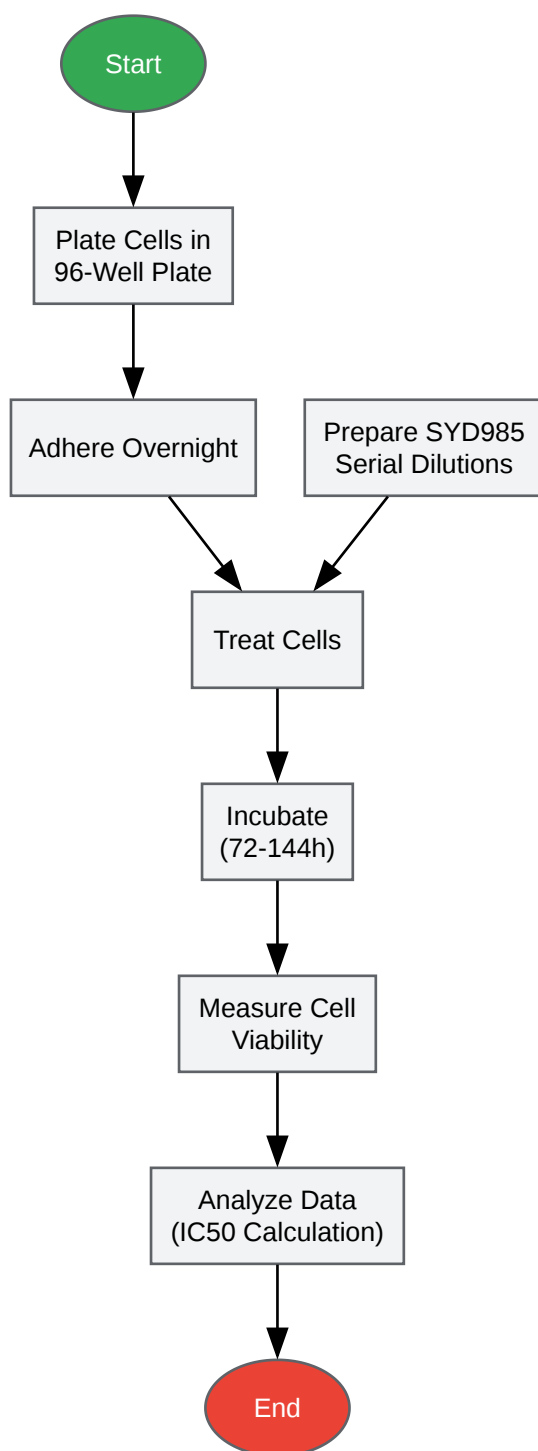 Start
Plate Cells in
96-Well Plate
Adhere Overnight
Prepare SYD985
Serial Dilutions
Treat Cells
Incubate
(72-144h)
Measure Cell
Viability
Analyze Data
(IC50 Calculation)
End